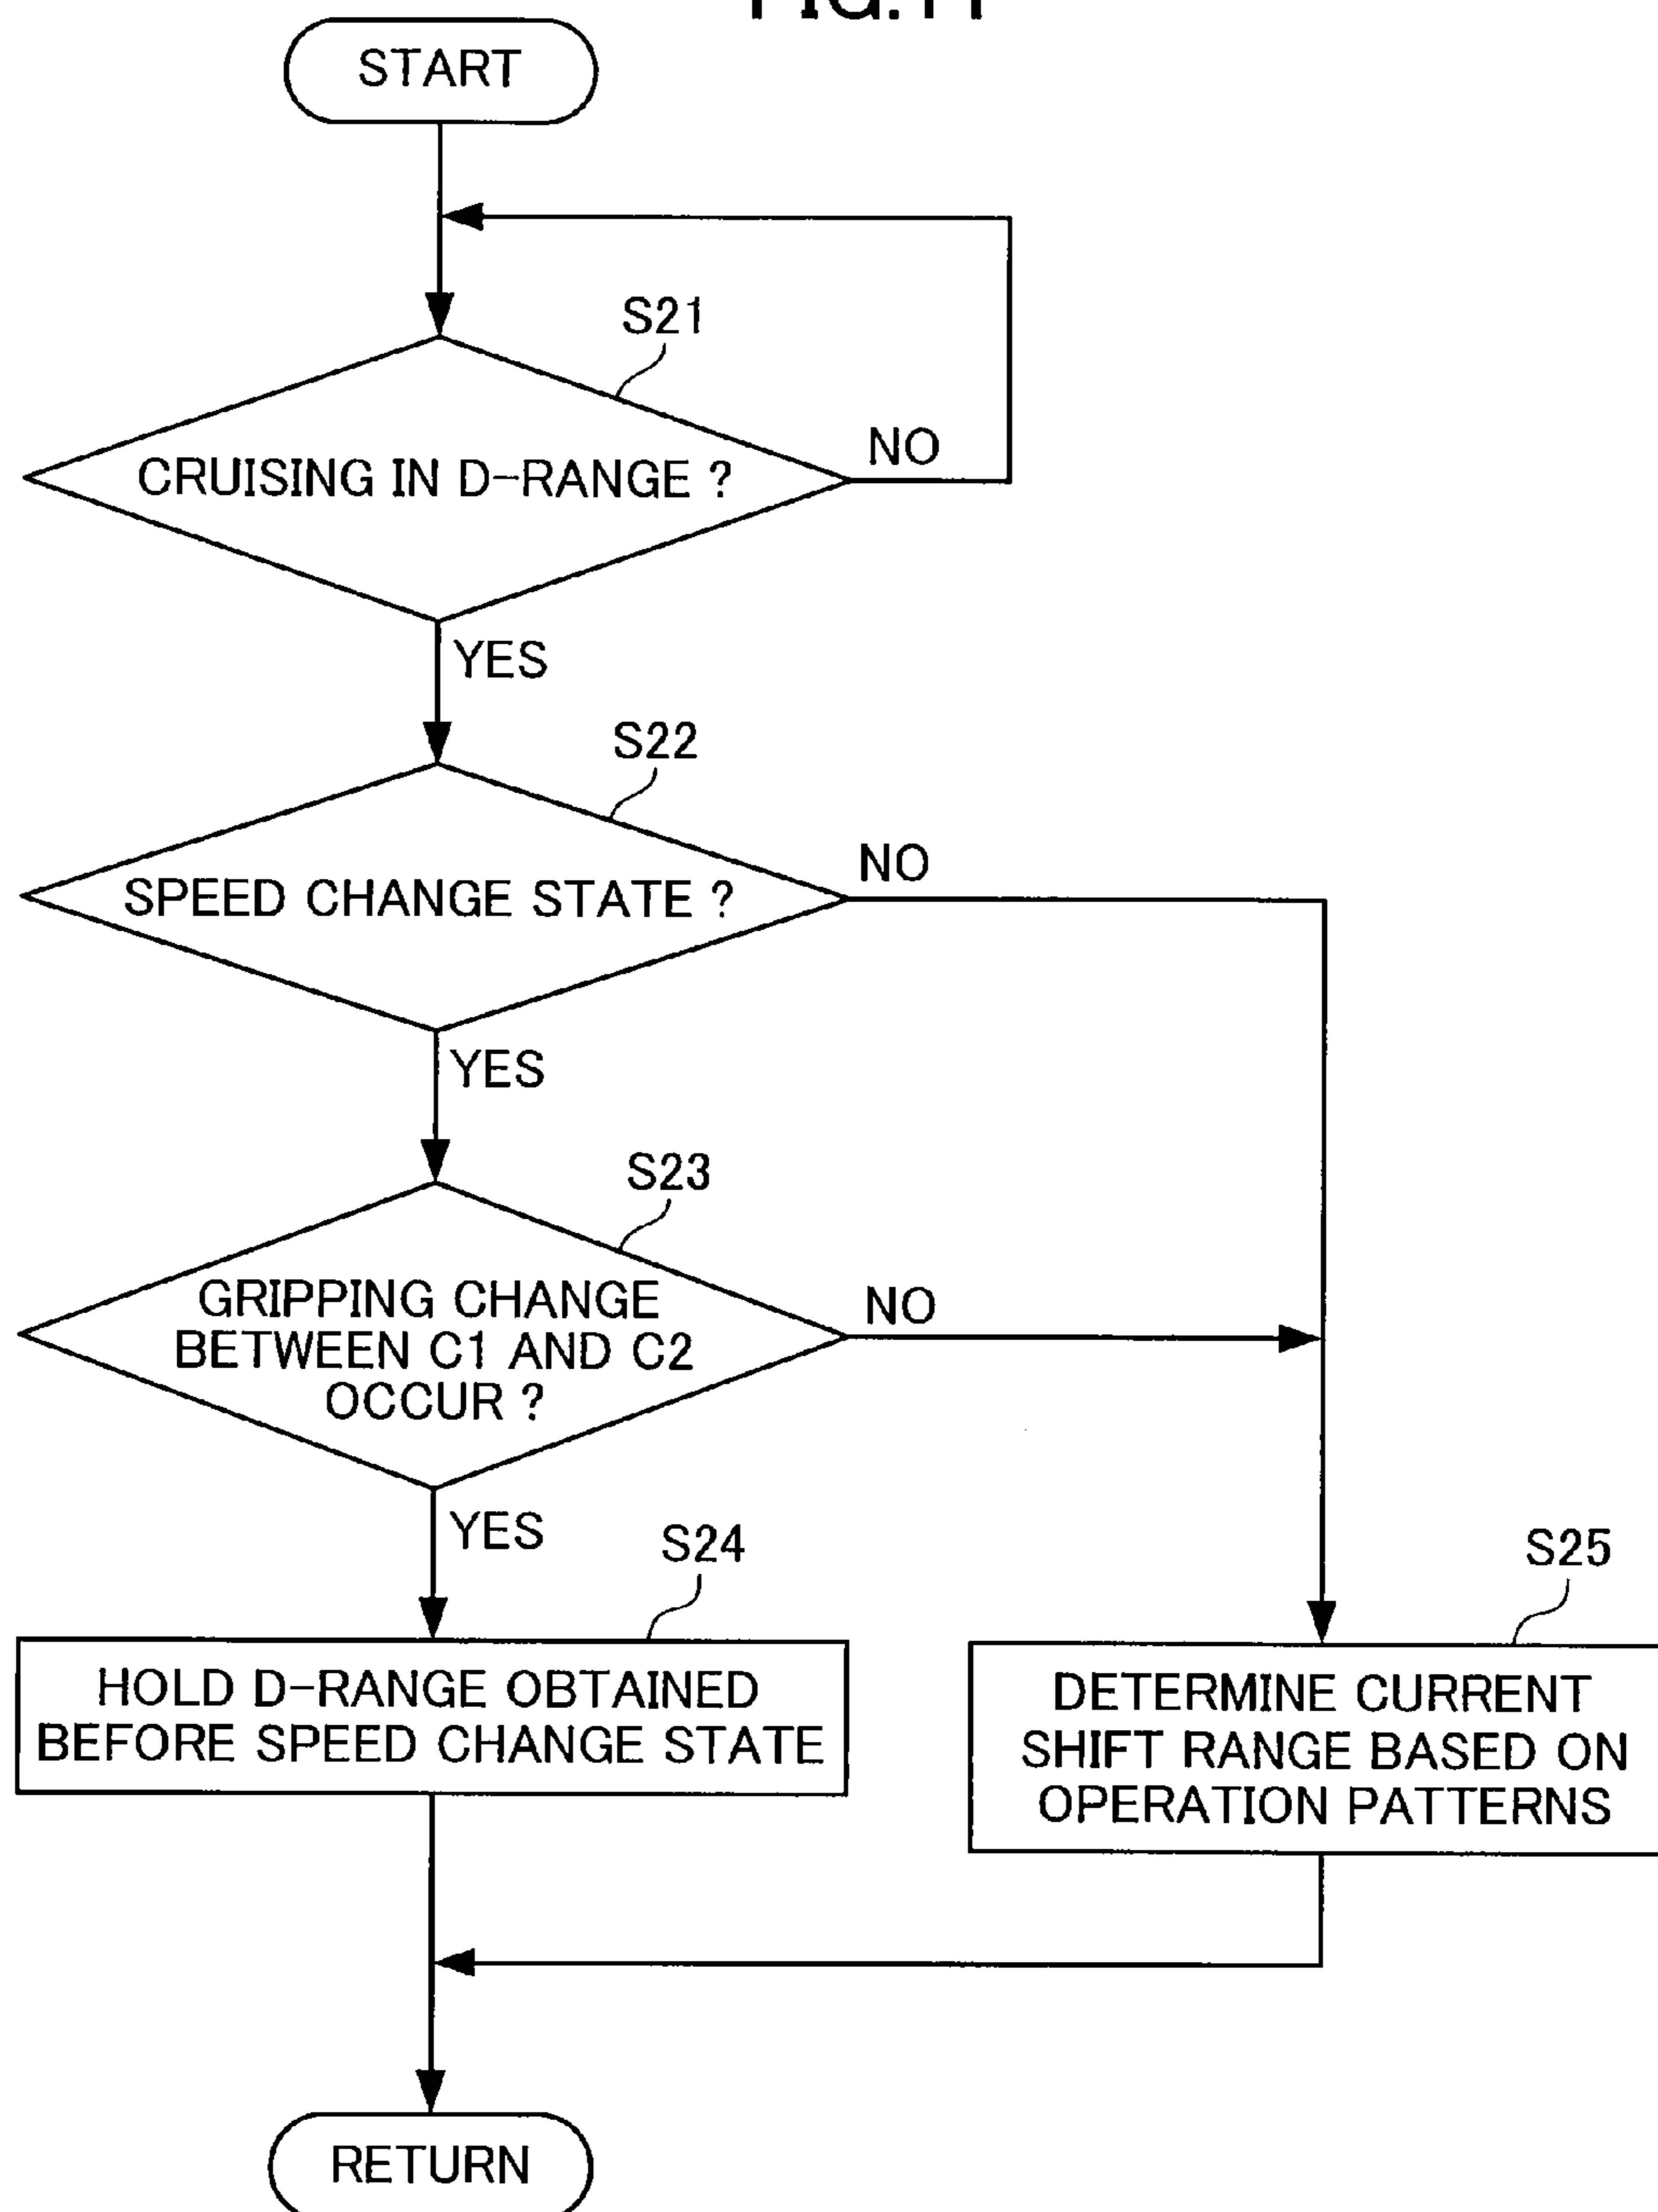 FIG.11
START
S21
CRUISING IN D-RANGE ?
NO
YES
S22
SPEED CHANGE STATE ?
NO
YES
S23
GRIPPING CHANGE
BETWEEN C1 AND C2
OCCUR ?
NO
YES
S24
HOLD D-RANGE OBTAINED
BEFORE SPEED CHANGE STATE
S25
DETERMINE CURRENT
SHIFT RANGE BASED ON
OPERATION PATTERNS
RETURN